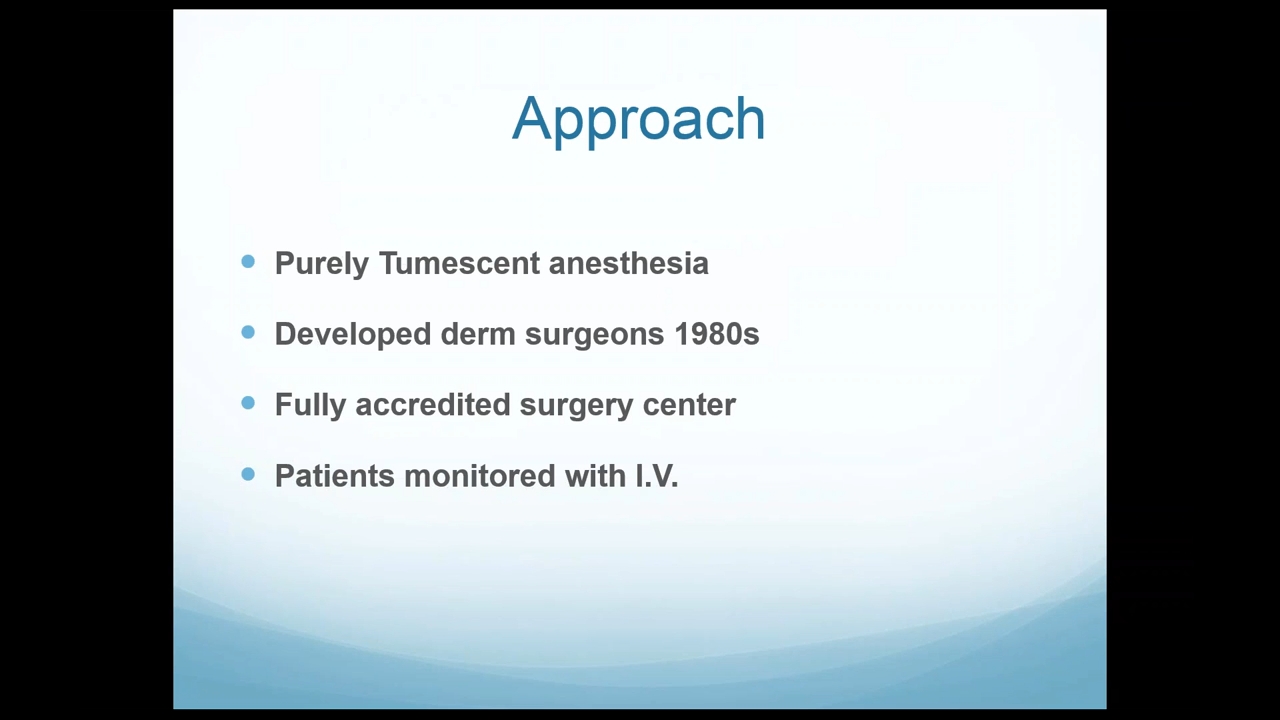 Approach
Purely Tumescent anesthesia
Developed derm surgeons 1980s
Fully accredited surgery center
Patients monitored with I.V.